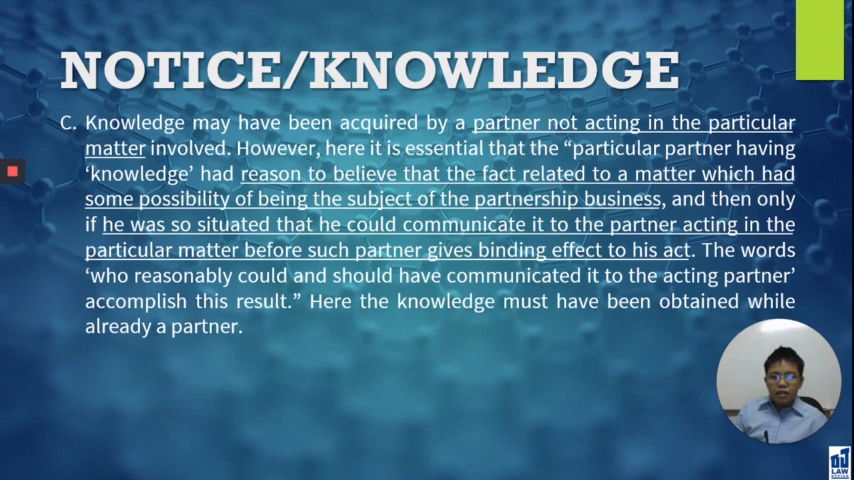 NOTICE/KNOWLEDGE
C. Knowledge may have been acquired by a partner not acting in the particular
matter involved. However, here it is essential that the “particular partner having
‘knowledge’ had reason to believe that the fact related to a matter which had
some possibility of being the subject of the partnership business, and then only
if he was so situated that he could communicate it to the partner acting in the
particular matter before such partner gives binding effect to his act. The words
‘who reasonably could and should have communicated it to the acting partner’
accomplish this result.” Here the knowledge must have been obtained while
already a partner.
LAW